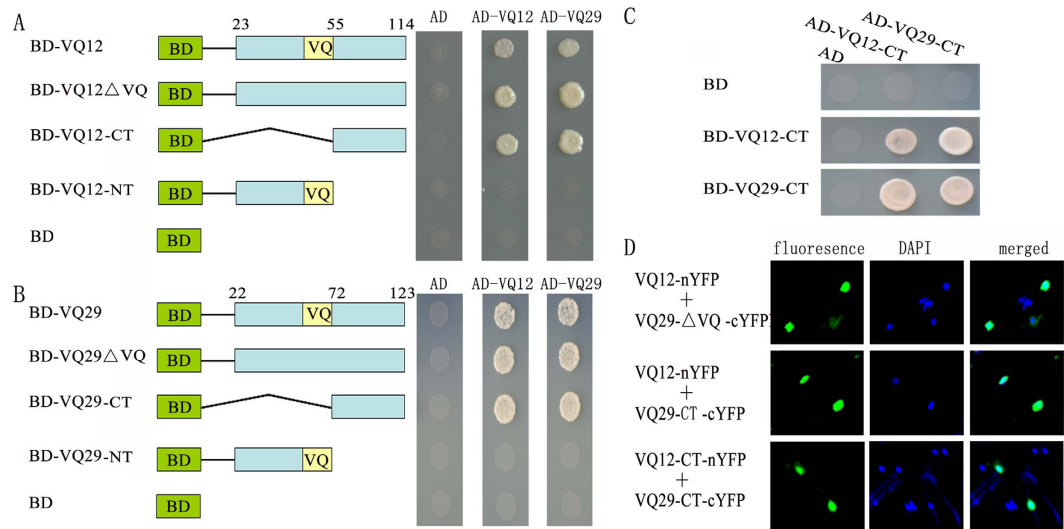 A
23 55 114
AD AD-VQ12 AD-VQ29
BD-VQ12 BD VQ
BD-VQ12△VQ BD
BD-VQ12-CT BD
BD-VQ12-NT BD VQ
BD BD
B
22 72 123
AD AD-VQ12 AD-VQ29
BD-VQ29 BD VQ
BD-VQ29△VQ BD
BD-VQ29-CT BD
BD-VQ29-NT BD VQ
BD BD
C
AD AD-VQ12-CT AD-VQ29-CT
BD
BD-VQ12-CT
BD-VQ29-CT
D
fluoresence DAPI merged
VQ12-nYFP
+
VQ29-△VQ -cYFP
VQ12-nYFP
+
VQ29-CT -cYFP
VQ12-CT-nYFP
+
VQ29-CT-cYFP